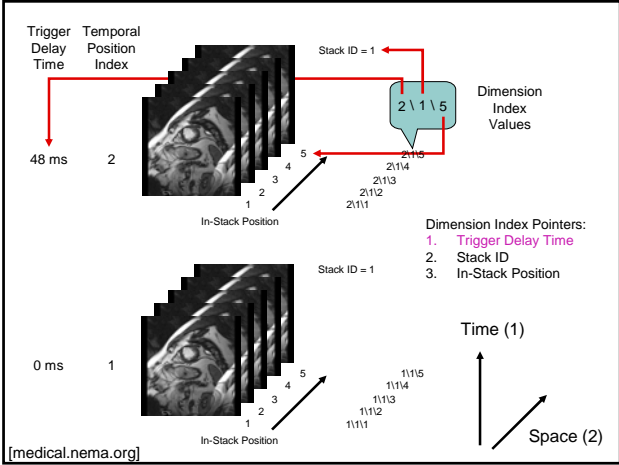 Trigger Delay Time
Temporal Position Index
Stack ID = 1
2 \ 1 \ 5
Dimension Index Values
48 ms
2
5
4
3
2
1
In-Stack Position
2\1\5
2\1\4
2\1\3
2\1\2
2\1\1
Dimension Index Pointers:
1. Trigger Delay Time
2. Stack ID
3. In-Stack Position
Stack ID = 1
0 ms
1
5
4
3
2
1
In-Stack Position
1\1\5
1\1\4
1\1\3
1\1\2
1\1\1
Time (1)
Space (2)
[medical.nema.org]